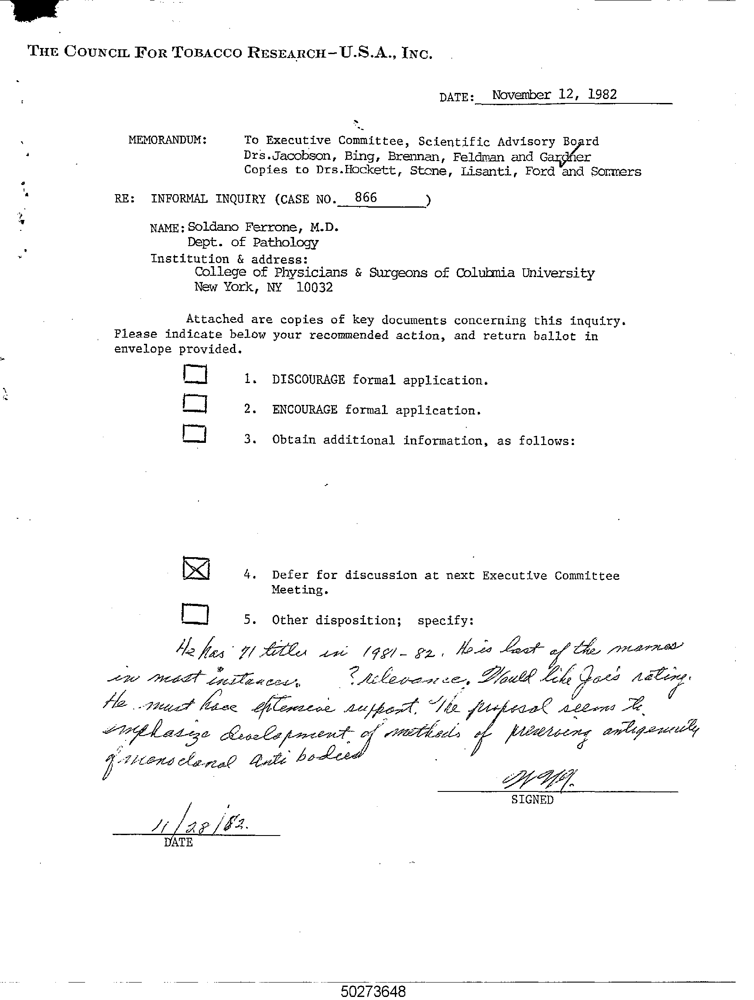 THE COUNCIL FOR TOBACCO RESEARCH-U.S.A., INC.
DATE: November 12, 1982
MEMORANDUM: To Executive Committee, Scientific Advisory Board
Drs.Jacobson, Bing, Brennan, Feldman and Gardner
Copies to Drs.Hockett, Stone, Lisanti, Ford and Sommers
RE: INFORMAL INQUIRY (CASE NO. 866 )
NAME: Soldano Ferrone, M.D.
Dept. of Pathology
Institution & address:
College of Physicians & Surgeons of Colubmia University
New York, NY 10032
Attached are copies of key documents concerning this inquiry.
Please indicate below your recommended action, and return ballot in
envelope provided.
1. DISCOURAGE formal application.
2. ENCOURAGE formal application.
3. Obtain additional information, as follows:
4. Defer for discussion at next Executive Committee
Meeting.
5. Other disposition; specify:
He has 71 titles in 1981-82. He is last of the names
in most instances. ? relevance. Would like Joe's rating.
He must have extensive support. The proposal seems to
emphasize development of methods of preserving antigenicity
of monoclonal antibodies
SIGNED
11/28/82.
DATE
50273648